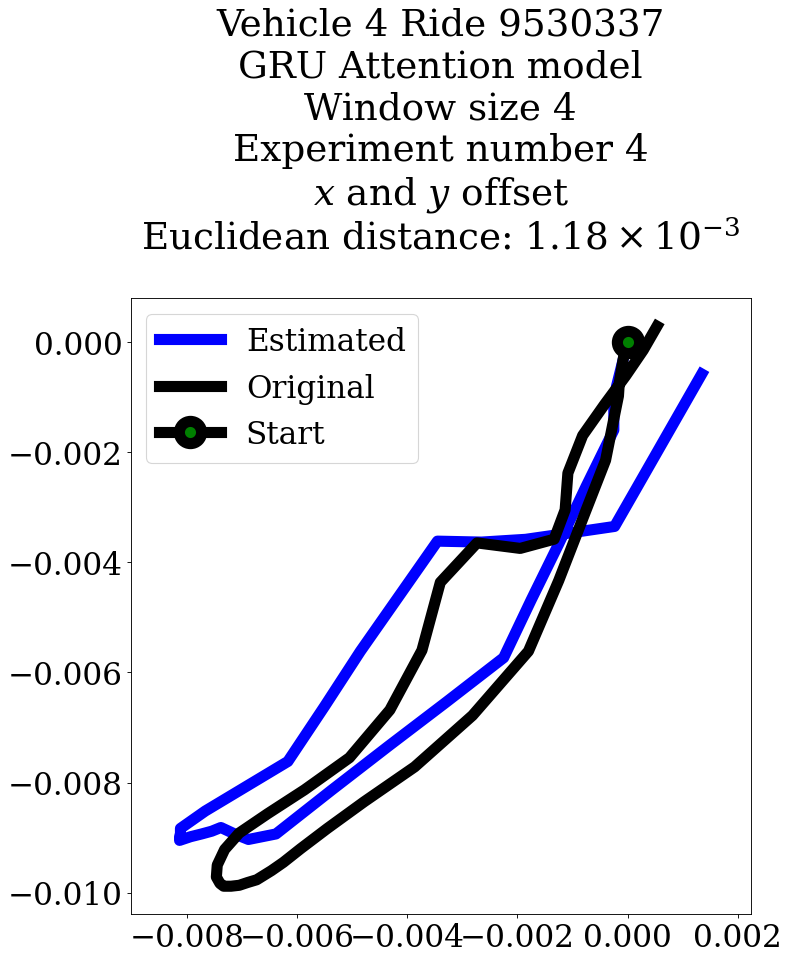 Vehicle 4 Ride 9530337
GRU Attention model
Window size 4
Experiment number 4
x and y offset
Euclidean distance: 1.18 × 10⁻³
Estimated
Original
Start
0.000
−0.002
−0.004
−0.006
−0.008
−0.010
−0.008 −0.006 −0.004 −0.002 0.000 0.002